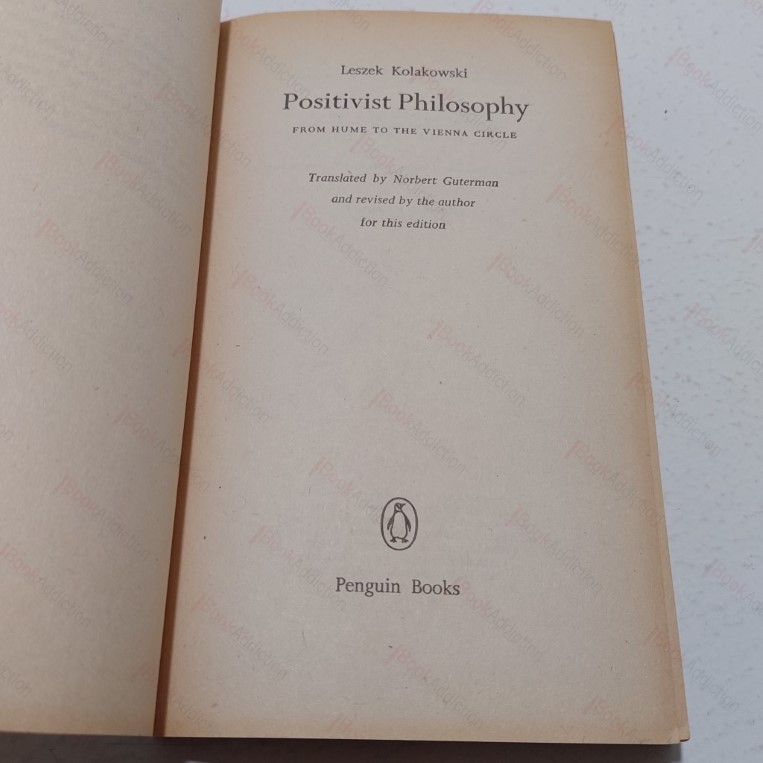 Leszek Kolakowski
Positivist Philosophy
FROM HUME TO THE VIENNA CIRCLE
Translated by Norbert Guterman
and revised by the author
for this edition
Penguin Books
BookAddiction